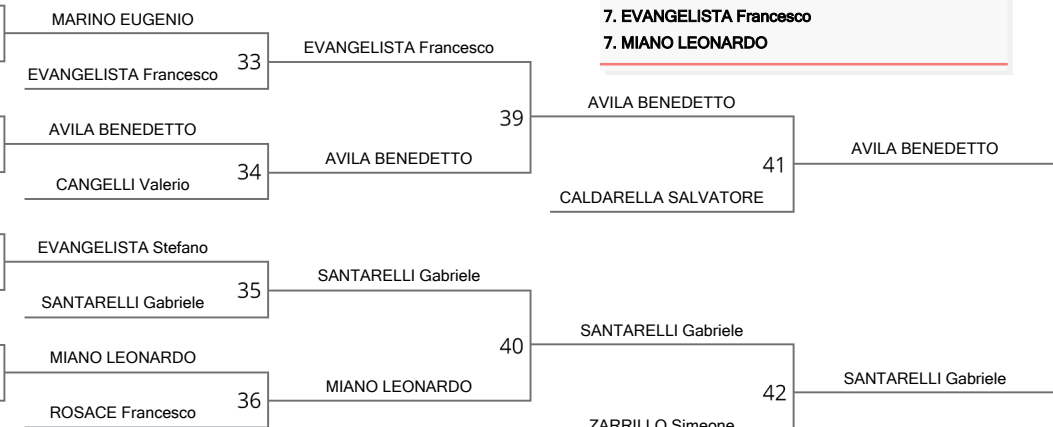 7. EVANGELISTA Francesco
7. MIANO LEONARDO
MARINO EUGENIO
33
EVANGELISTA Francesco
EVANGELISTA Francesco
AVILA BENEDETTO
34
CANGELLI Valerio
39
AVILA BENEDETTO
AVILA BENEDETTO
41
CALDARELLA SALVATORE
AVILA BENEDETTO
EVANGELISTA Stefano
35
SANTARELLI Gabriele
SANTARELLI Gabriele
MIANO LEONARDO
36
ROSACE Francesco
40
MIANO LEONARDO
SANTARELLI Gabriele
42
ZARRILLO Simeone
SANTARELLI Gabriele